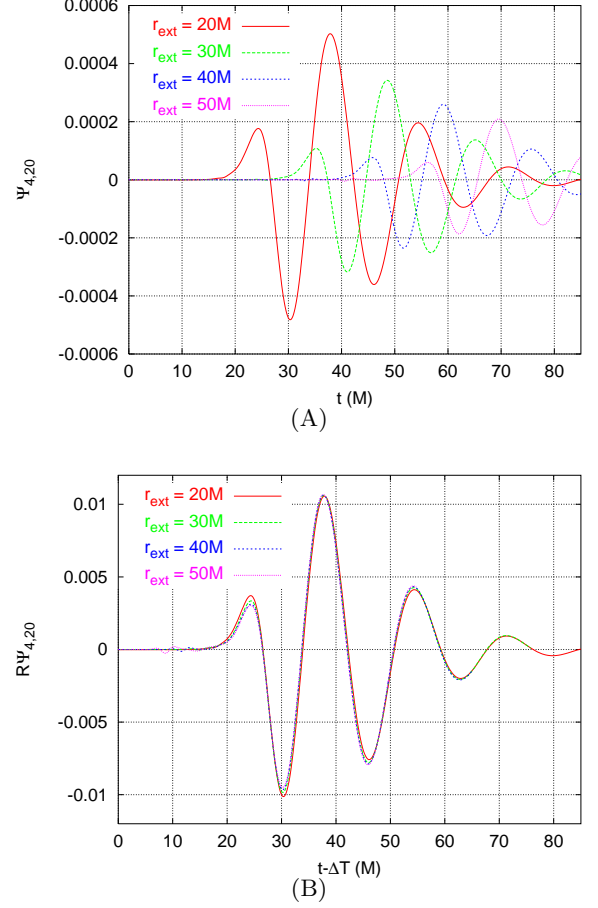 0.0006
0.0004
0.0002
0
-0.0002
-0.0004
-0.0006
Ψ4,20
r_ext = 20M
r_ext = 30M
r_ext = 40M
r_ext = 50M
0 10 20 30 40 50 60 70 80
t (M)
(A)
0.01
0.005
0
-0.005
-0.01
RΨ4,20
r_ext = 20M
r_ext = 30M
r_ext = 40M
r_ext = 50M
0 10 20 30 40 50 60 70 80
t-ΔT (M)
(B)